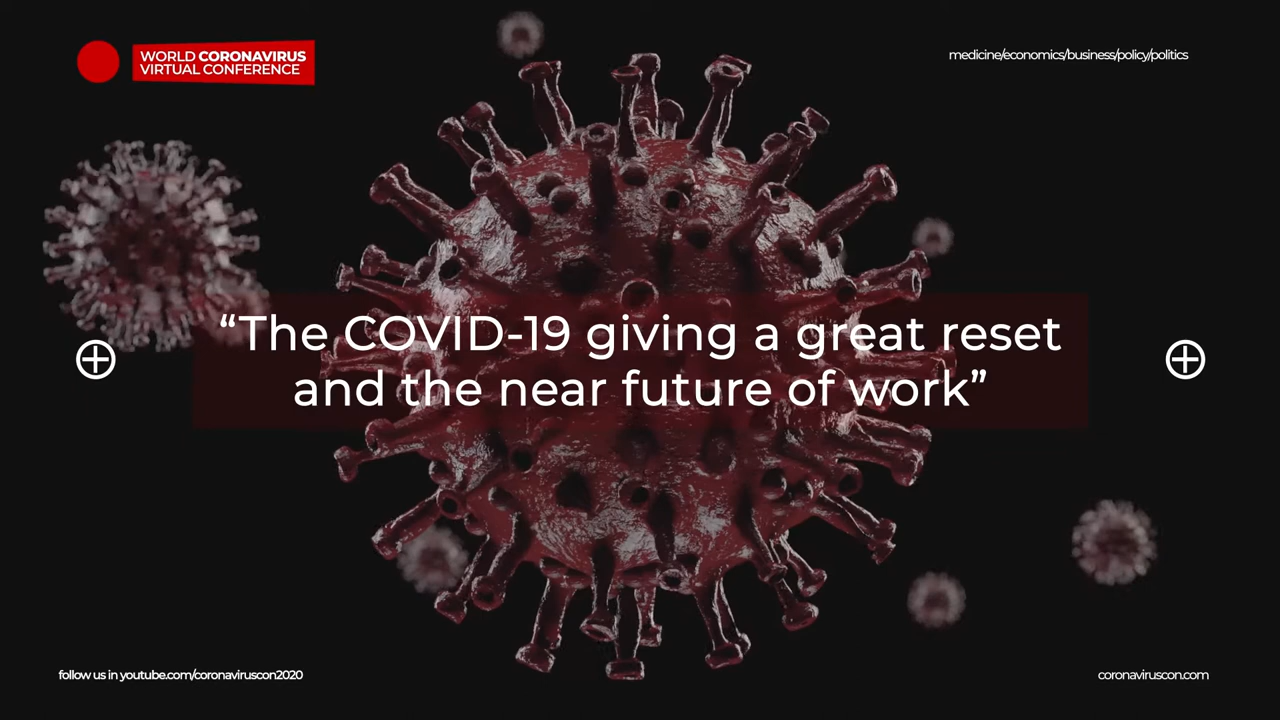 WORLD CORONAVIRUS
VIRTUAL CONFERENCE
medicine/economics/business/policy/politics
“The COVID-19 giving a great reset
and the near future of work”
follow us in youtube.com/coronaviruscon2020
coronaviruscon.com